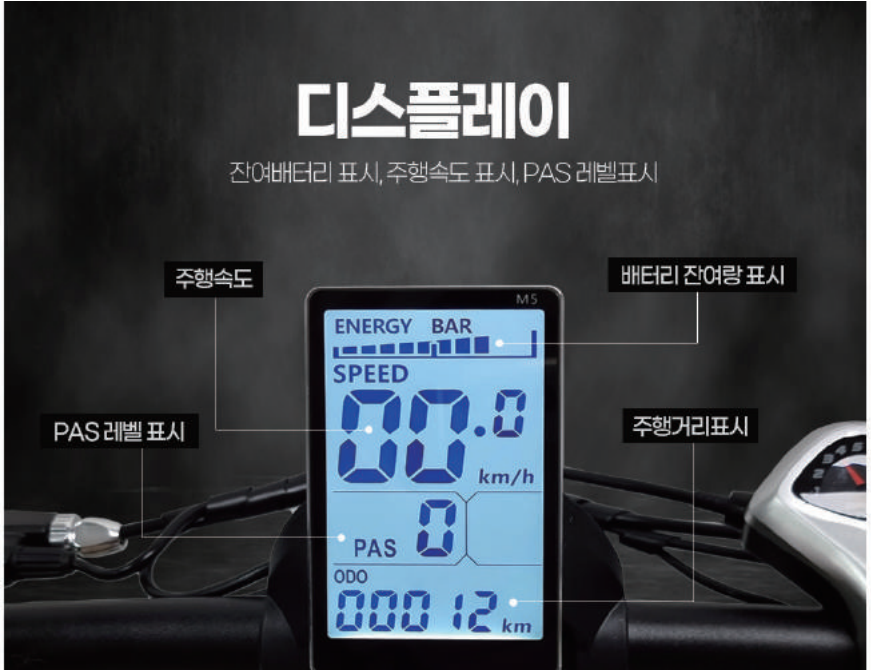 디스플레이
잔여배터리 표시, 주행속도 표시, PAS 레벨표시
주행속도
배터리 잔여량 표시
M5
ENERGY BAR
SPEED
00.0
km/h
PAS 레벨 표시
주행거리표시
PAS 0
ODO
00012 km